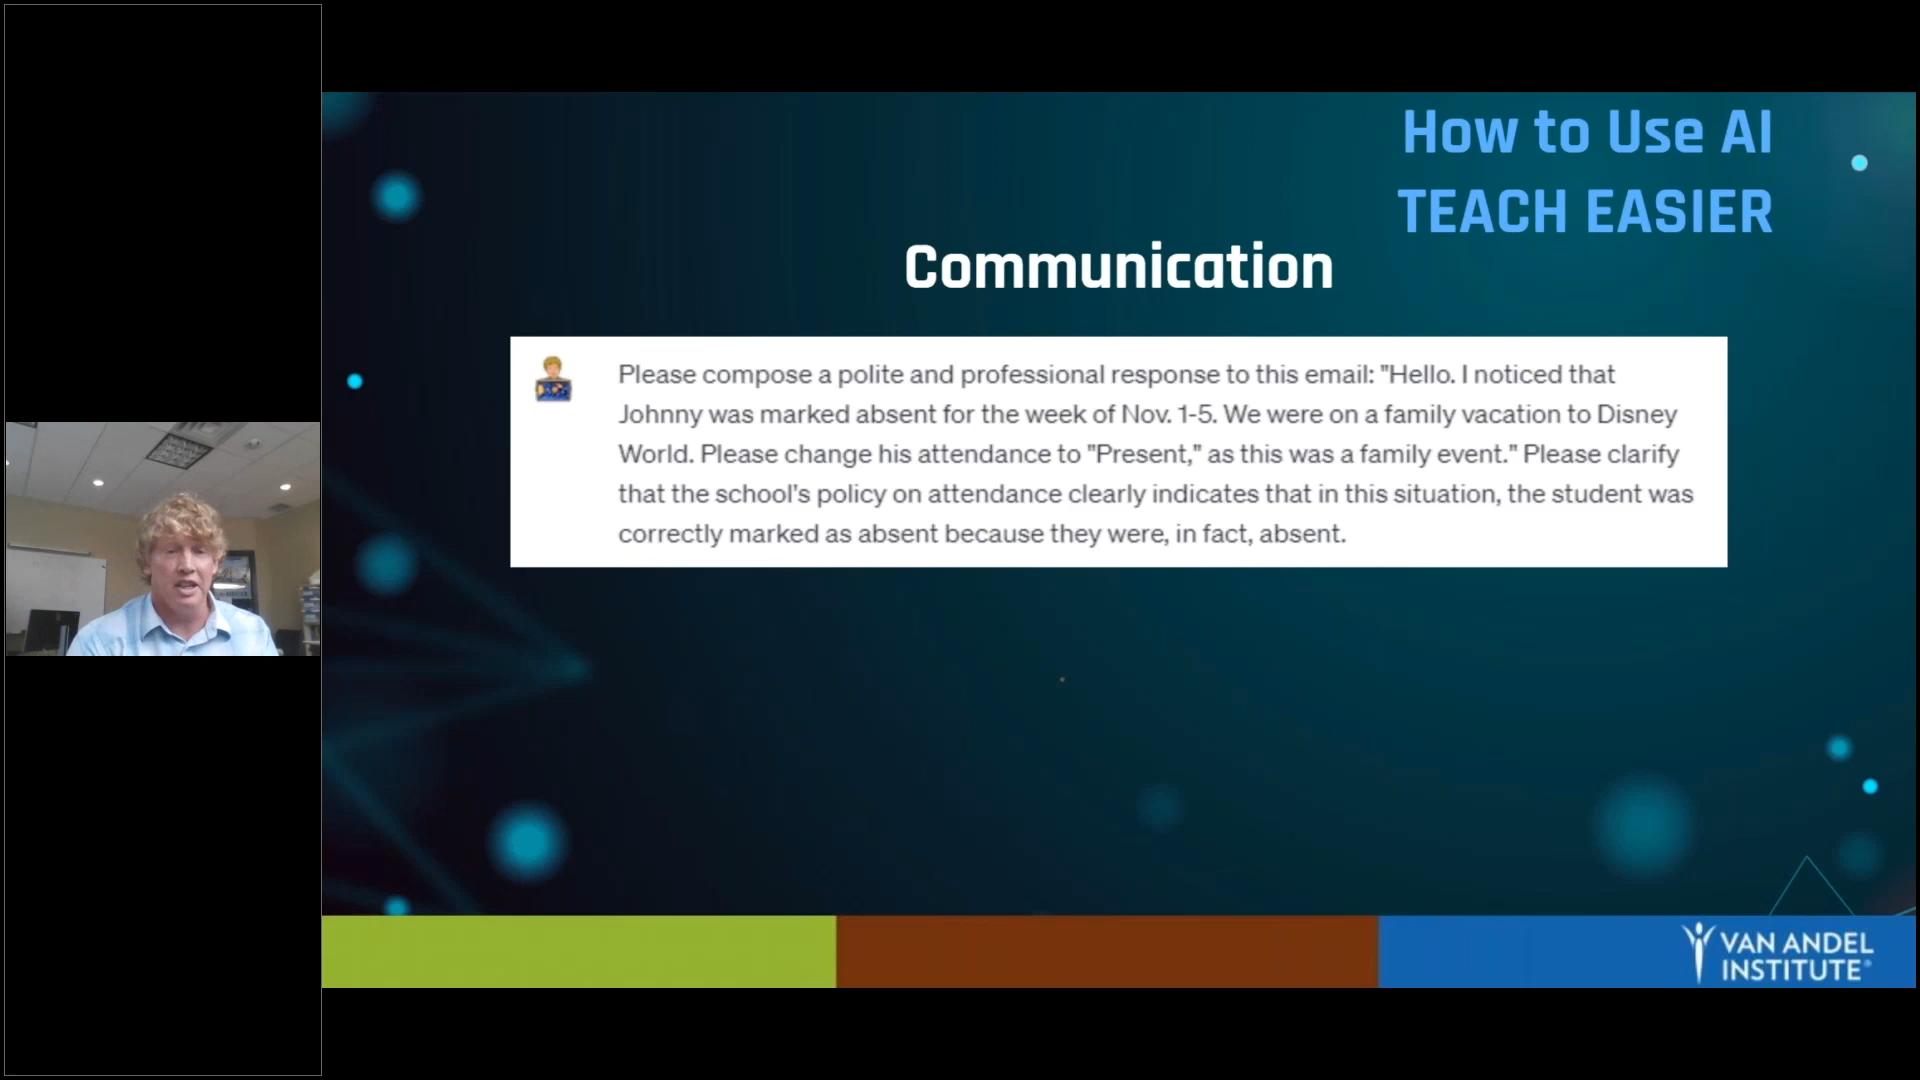 How to Use AI
TEACH EASIER
Communication
Please compose a polite and professional response to this email: "Hello. I noticed that
Johnny was marked absent for the week of Nov. 1-5. We were on a family vacation to Disney
World. Please change his attendance to "Present," as this was a family event." Please clarify
that the school's policy on attendance clearly indicates that in this situation, the student was
correctly marked as absent because they were, in fact, absent.
VAN ANDEL
INSTITUTE®